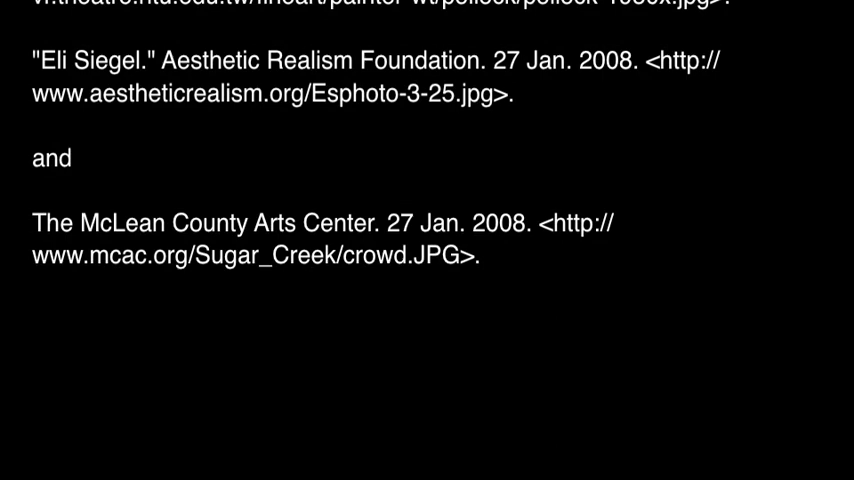 "Eli Siegel." Aesthetic Realism Foundation. 27 Jan. 2008. <http://
www.aestheticrealism.org/Esphoto-3-25.jpg>.
and
The McLean County Arts Center. 27 Jan. 2008. <http://
www.mcac.org/Sugar_Creek/crowd.JPG>.